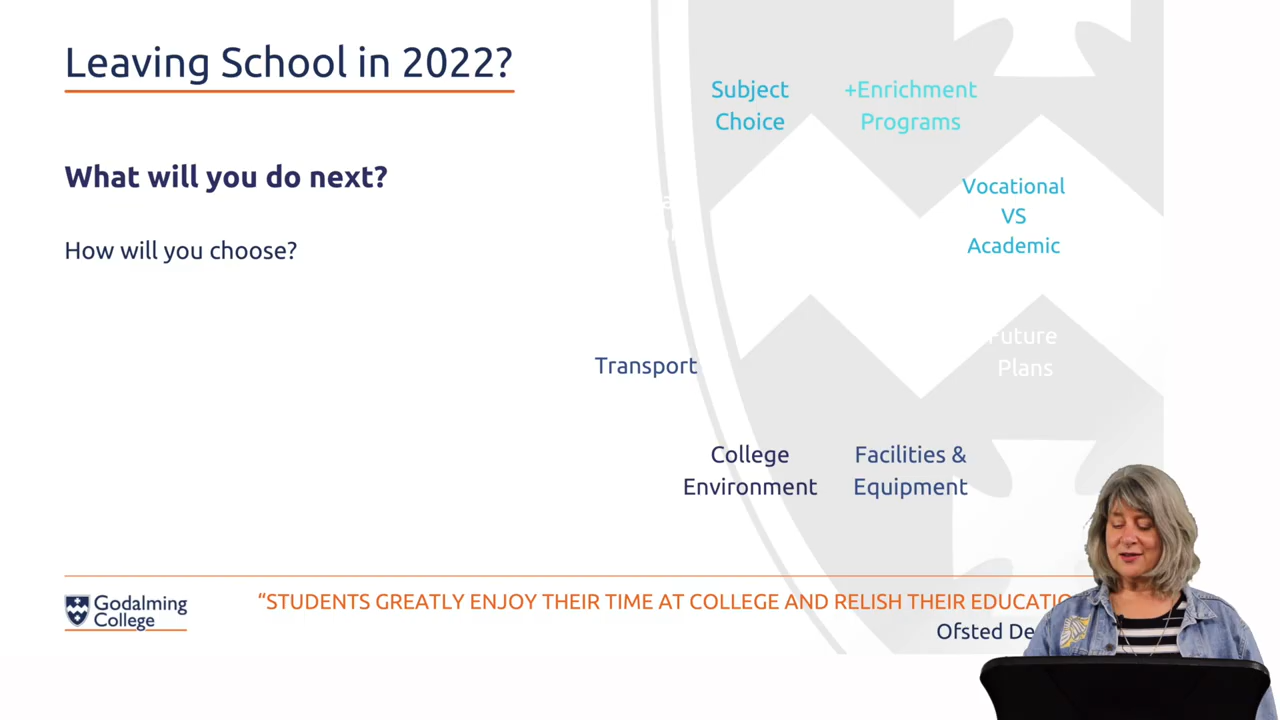 Leaving School in 2022?
Subject
Choice
+Enrichment
Programs
What will you do next?
Vocational
VS
Academic
How will you choose?
Future
Plans
Transport
College
Environment
Facilities &
Equipment
Godalming
College
“STUDENTS GREATLY ENJOY THEIR TIME AT COLLEGE AND RELISH THEIR
Ofsted